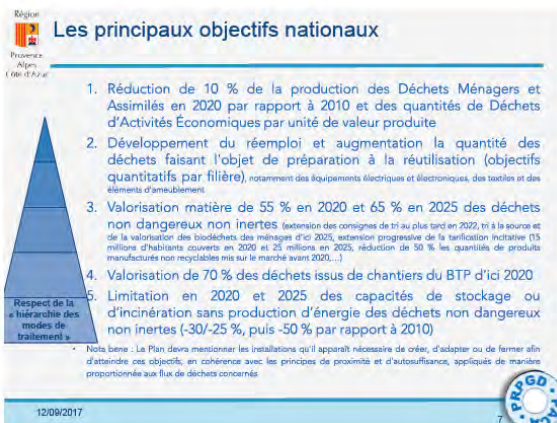 Région
Provence
Alpes
Côte d'Azur
Les principaux objectifs nationaux
1. Réduction de 10 % de la production des Déchets Ménagers et
Assimilés en 2020 par rapport à 2010 et des quantités de Déchets
d'Activités Économiques par unité de valeur produite
2. Développement du réemploi et augmentation la quantité des
déchets faisant l'objet de préparation à la réutilisation (objectifs
quantitatifs par filière), notamment des équipements électriques et électroniques, des textiles et des
éléments d'ameublement
3. Valorisation matière de 55 % en 2020 et 65 % en 2025 des déchets
non dangereux non inertes (extension des consignes de tri au plus tard en 2022, tri à la source et
de la valorisation des biodéchets des ménages d'ici 2025, extension progressive de la tarification incitative (15
millions d'habitants couverts en 2020 et 25 millions en 2025, réduction de 50 % les quantités de produits
manufacturés non recyclables mis sur le marché avant 2020,...)
4. Valorisation de 70 % des déchets issus de chantiers du BTP d'ici 2020
5. Limitation en 2020 et 2025 des capacités de stockage ou
d'incinération sans production d'énergie des déchets non dangereux
non inertes (-30/-25 %, puis -50 % par rapport à 2010)
Respect de la
« hiérarchie des
modes de
traitement »
• Nota bene : Le Plan devra mentionner les installations qu'il apparaît nécessaire de créer, d'adapter ou de fermer afin
d'atteindre ces objectifs, en cohérence avec les principes de proximité et d'autosuffisance, appliqués de manière
proportionnée aux flux de déchets concernés
12/09/2017
7
PRPGD
PACA